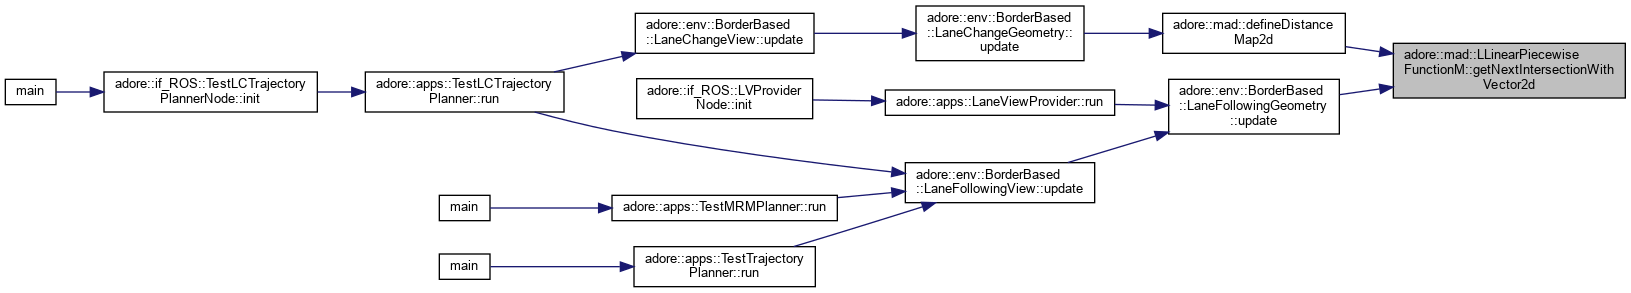 main
adore::if_ROS::TestLCTrajectory
PlannerNode::init
adore::apps::TestLCTrajectory
Planner::run
adore::env::BorderBased
::LaneChangeView::update
adore::env::BorderBased
::LaneChangeGeometry::
update
adore::mad::defineDistance
Map2d
adore::mad::LLinearPiecewise
FunctionM::getNextIntersectionWith
Vector2d
adore::if_ROS::LVProvider
Node::init
adore::apps::LaneViewProvider::run
adore::env::BorderBased
::LaneFollowingGeometry
::update
adore::env::BorderBased
::LaneFollowingView::update
main
adore::apps::TestMRMPlanner::run
main
adore::apps::TestTrajectory
Planner::run